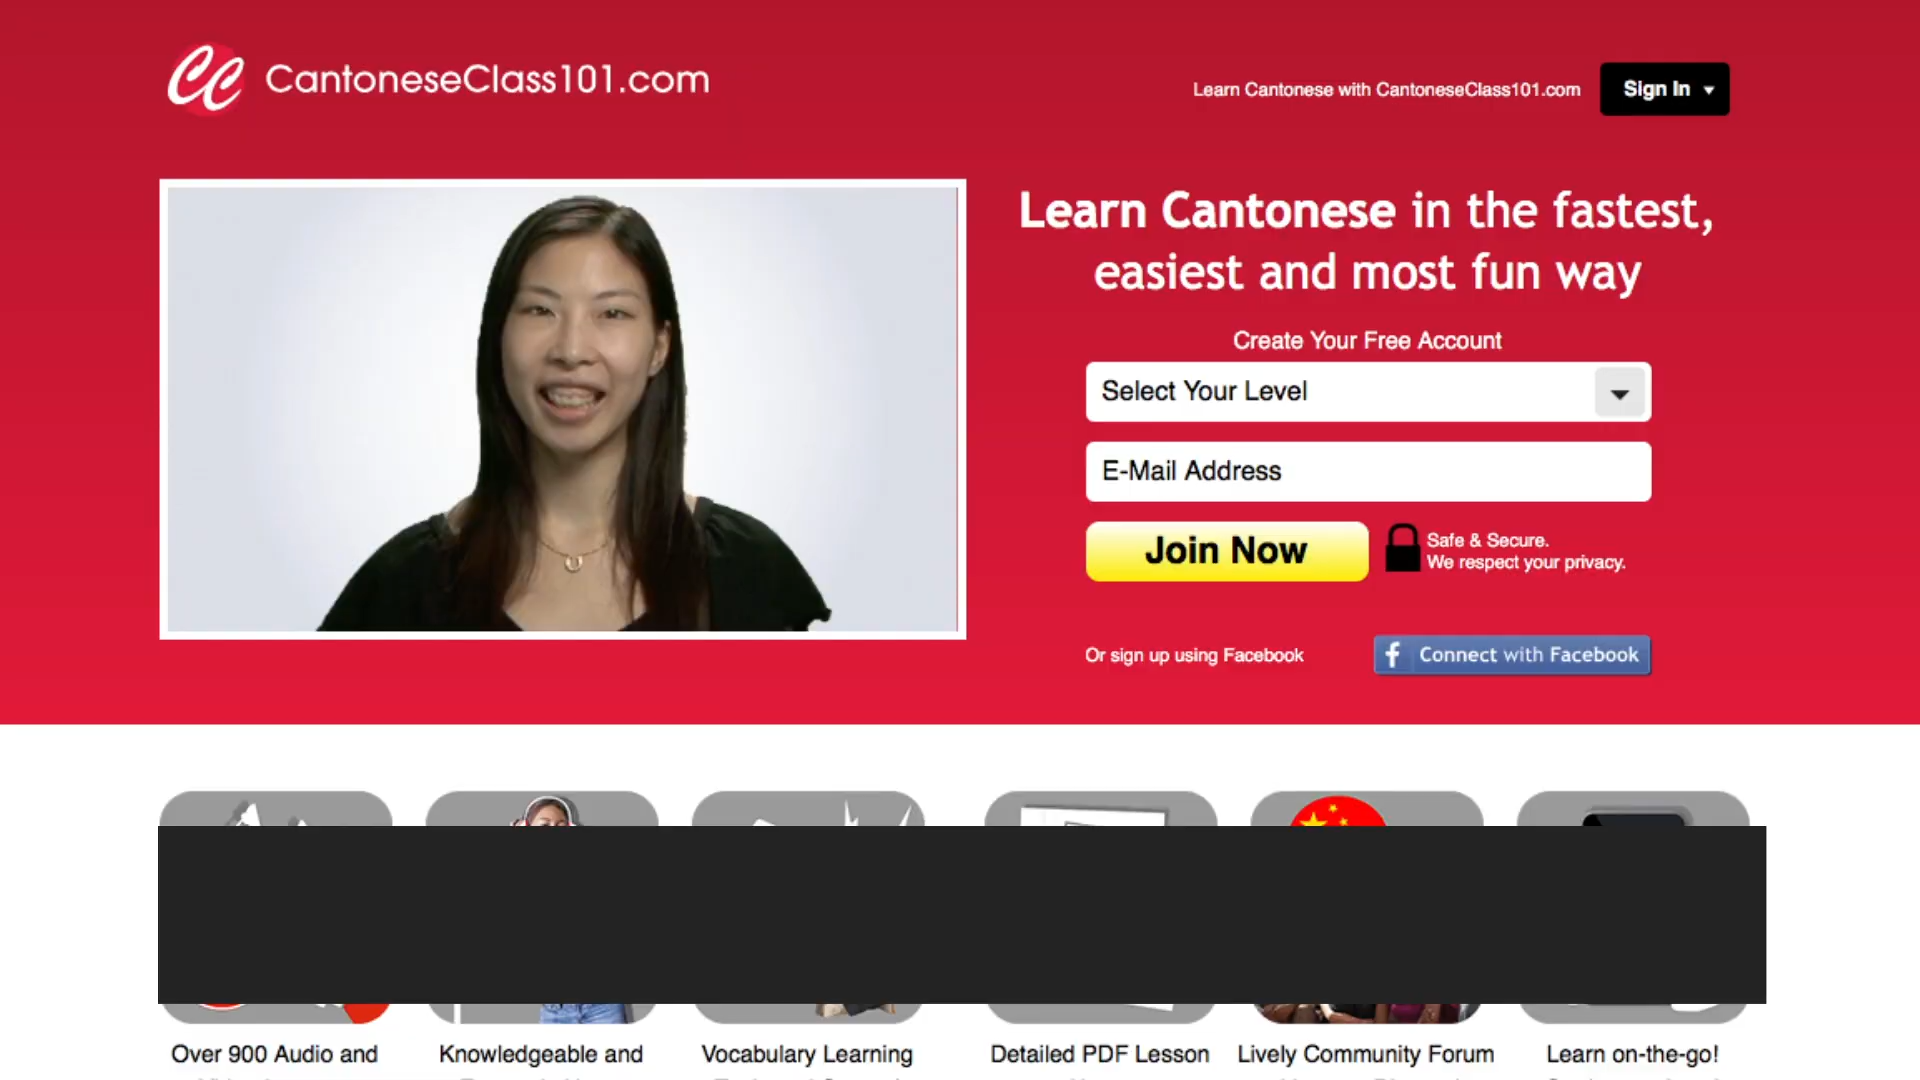 CantoneseClass101.com
Learn Cantonese with CantoneseClass101.com
Sign In
Learn Cantonese in the fastest,
easiest and most fun way
Create Your Free Account
Select Your Level
E-Mail Address
Join Now
Safe & Secure.
We respect your privacy.
Or sign up using Facebook
Connect with Facebook
Over 900 Audio and
Knowledgeable and
Vocabulary Learning
Detailed PDF Lesson
Lively Community Forum
Learn on-the-go!